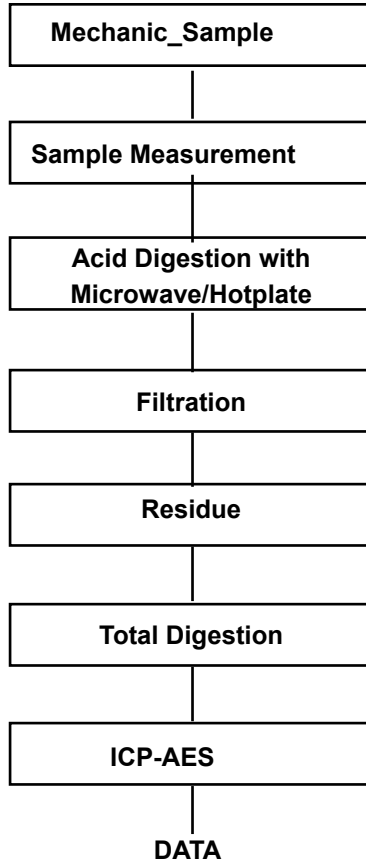 Mechanic_Sample
Sample Measurement
Acid Digestion with
Microwave/Hotplate
Filtration
Residue
Total Digestion
ICP-AES
DATA